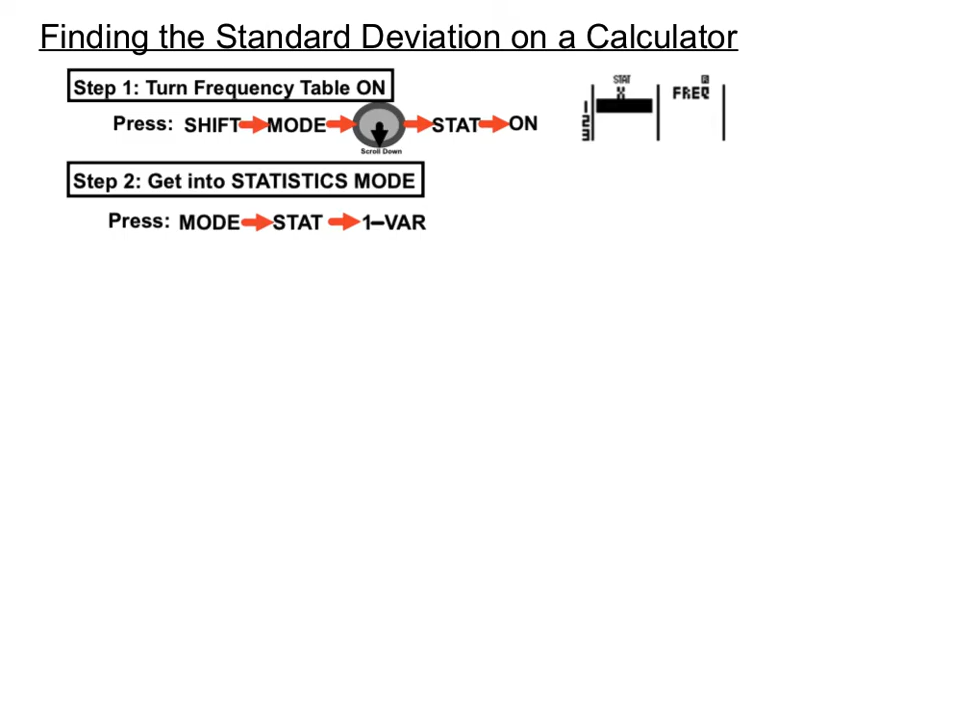 Finding the Standard Deviation on a Calculator
Step 1: Turn Frequency Table ON
Press: SHIFT MODE STAT ON
Scroll Down
STAT
X FREQ
1
2
3
Step 2: Get into STATISTICS MODE
Press: MODE STAT 1–VAR